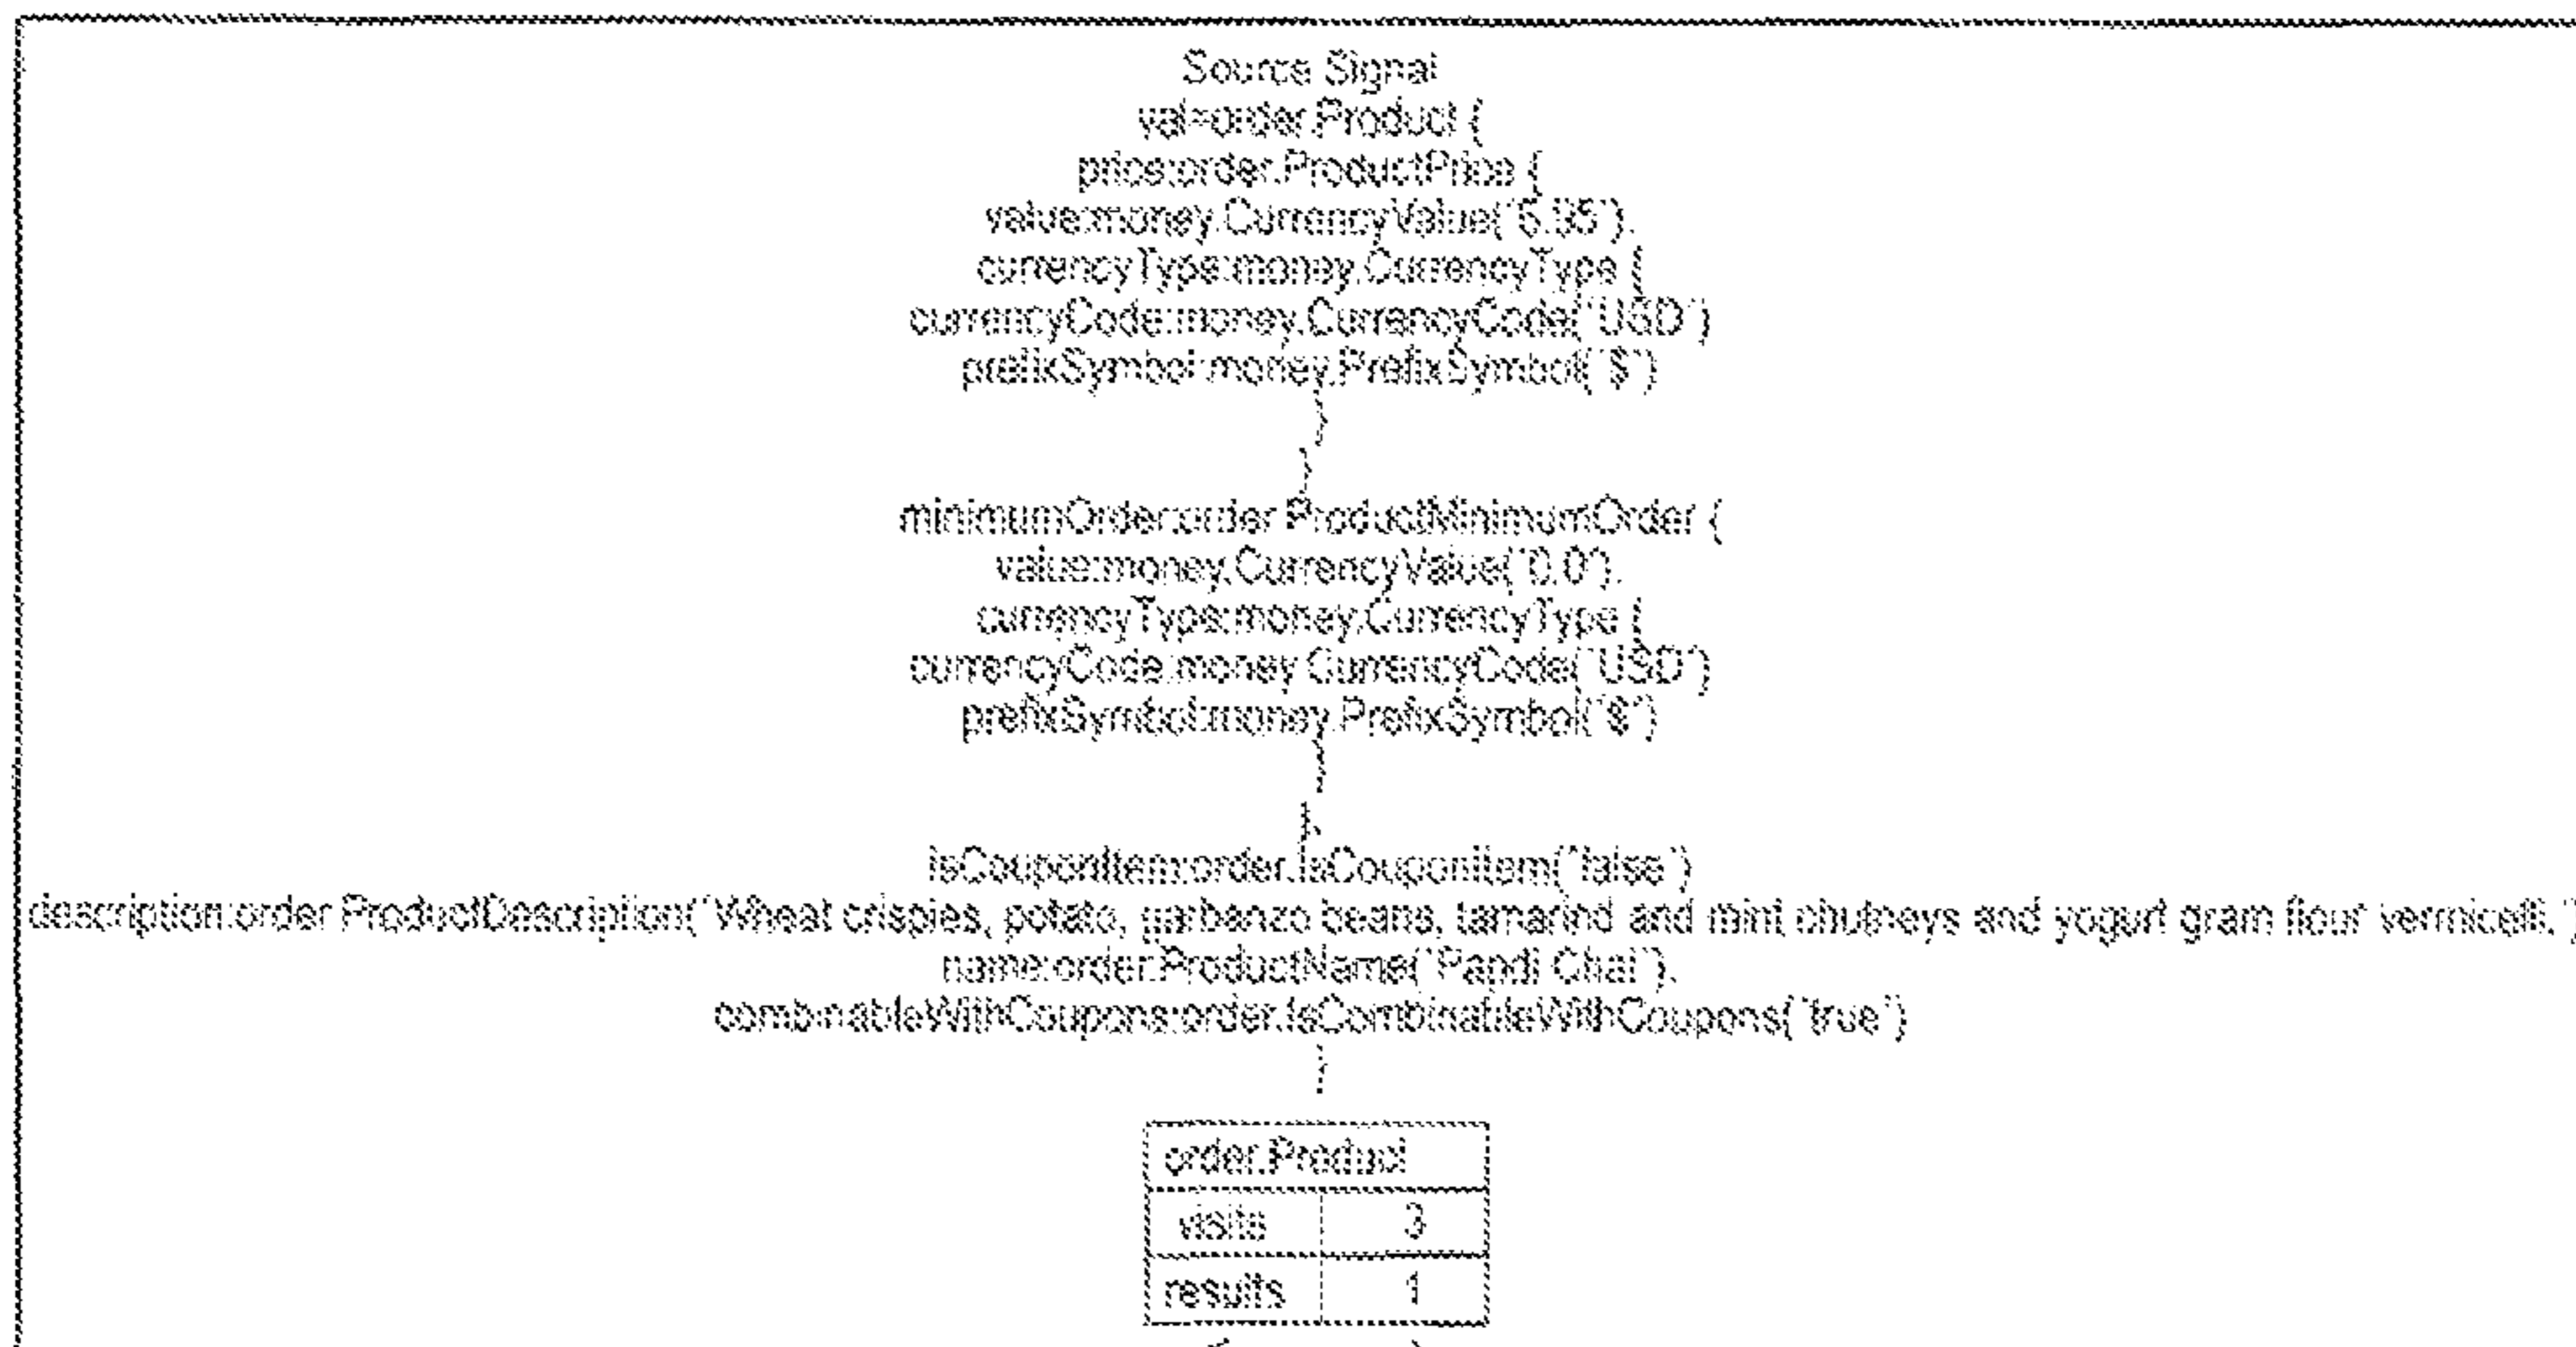 Source Signal
val=order.Product {
price:order.ProductPrice {
value:money.CurrencyValue(`6.95`),
currencyType:money.CurrencyType {
currencyCode:money.CurrencyCode(`USD`)
prefixSymbol:money.PrefixSymbol(`$`)
}
}
minimumOrder:order.ProductMinimumOrder {
value:money.CurrencyValue(`0.0`),
currencyType:money.CurrencyType {
currencyCode:money.CurrencyCode(`USD`)
prefixSymbol:money.PrefixSymbol(`$`)
}
},
isCouponItem:order.IsCouponItem(`false`)
description:order.ProductDescription(`Wheat crispies, potato, garbanzo beans, tamarind and mint chutneys and yogurt gram flour vermicelli.`)
name:order.ProductName(`Papdi Chat`),
combinableWithCoupons:order.IsCombinableWithCoupons(`true`)
}
order.Product
visits 3
results 1